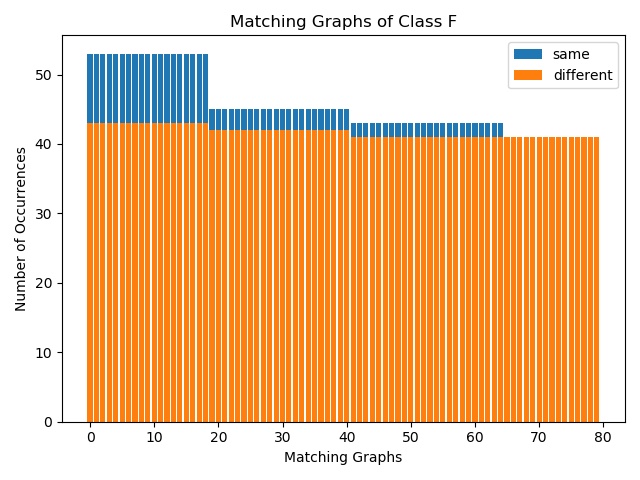 Matching Graphs of Class F
same
different
Number of Occurrences
50
40
30
20
10
0
0 10 20 30 40 50 60 70 80
Matching Graphs